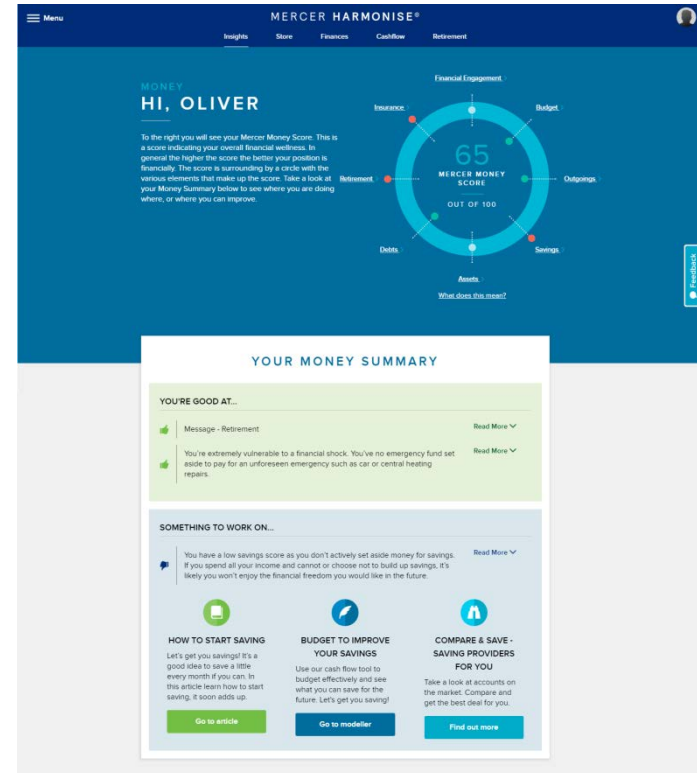 Menu
MERCER HARMONISE®
Insights Store Finances Cashflow Retirement
MONEY
HI, OLIVER
To the right you will see your Mercer Money Score. This is
a score indicating your overall financial wellness. In
general the higher the score the better your position is
financially. The score is surrounding by a circle with the
various elements that make up the score. Take a look at
your Money Summary below to see where you are doing
where, or where you can improve.
Financial Engagement
Insurance
Budget
Retirement
Outgoings
Debts
Savings
Assets
65
MERCER MONEY
SCORE
OUT OF 100
What does this mean?
Feedback
YOUR MONEY SUMMARY
YOU'RE GOOD AT...
Message - Retirement
Read More
You're extremely vulnerable to a financial shock. You've no emergency fund set
aside to pay for an unforeseen emergency such as car or central heating
repairs.
Read More
SOMETHING TO WORK ON...
You have a low savings score as you don't actively set aside money for savings.
If you spend all your income and cannot or choose not to build up savings, it's
likely you won't enjoy the financial freedom you would like in the future.
Read More
HOW TO START SAVING
Let's get you savings! It's a
good idea to save a little
every month if you can. In
this article learn how to start
saving, it soon adds up.
Go to article
BUDGET TO IMPROVE
YOUR SAVINGS
Use our cash flow tool to
budget effectively and see
what you can save for the
future. Let's get you saving!
Go to modeller
COMPARE & SAVE -
SAVING PROVIDERS
FOR YOU
Take a look at accounts on
the market. Compare and
get the best deal for you.
Find out more